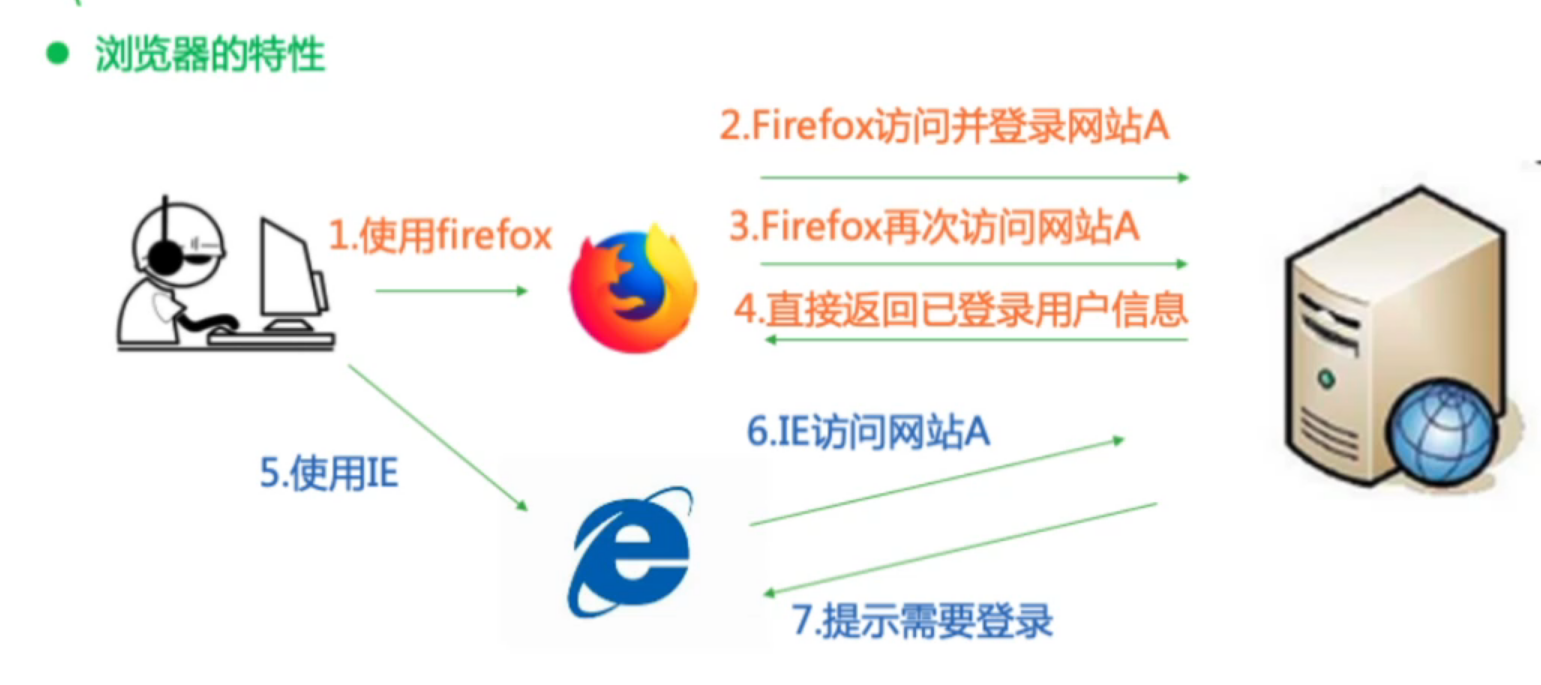 浏览器的特性
2.Firefox访问并登录网站A
1.使用firefox
3.Firefox再次访问网站A
4.直接返回已登录用户信息
5.使用IE
6.IE访问网站A
7.提示需要登录